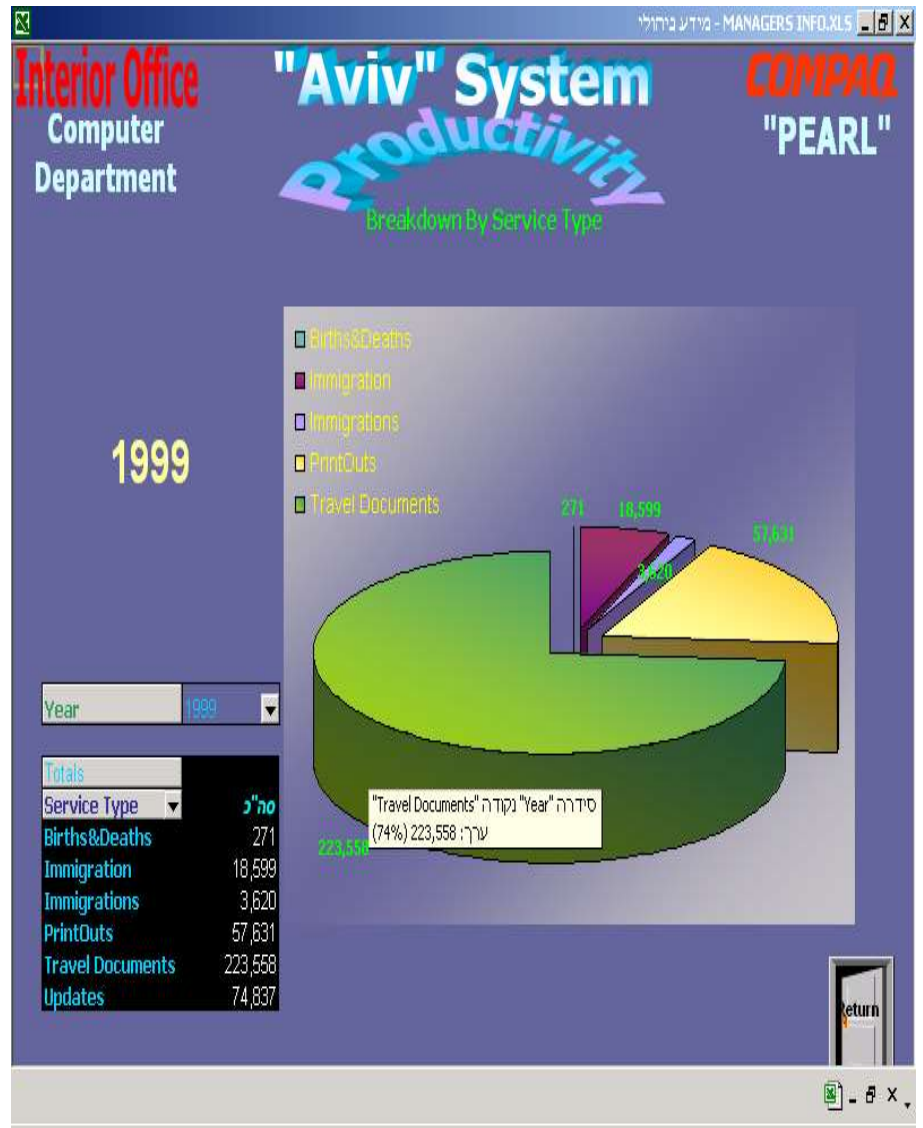 מידע ניהולי - MANAGERS INFO.XLS
Interior Office
Computer
Department
"Aviv" System
Productivity
Breakdown By Service Type
COMPAQ
"PEARL"
1999
Births&Deaths
Immigration
Immigrations
PrintOuts
Travel Documents
271
18,599
3,620
57,631
223,558
סידרה "Year" נקודה "Travel Documents"
ערך: 223,558 (74%)
Year 1999
Totals
Service Type סה"כ
Births&Deaths 271
Immigration 18,599
Immigrations 3,620
PrintOuts 57,631
Travel Documents 223,558
Updates 74,837
Return